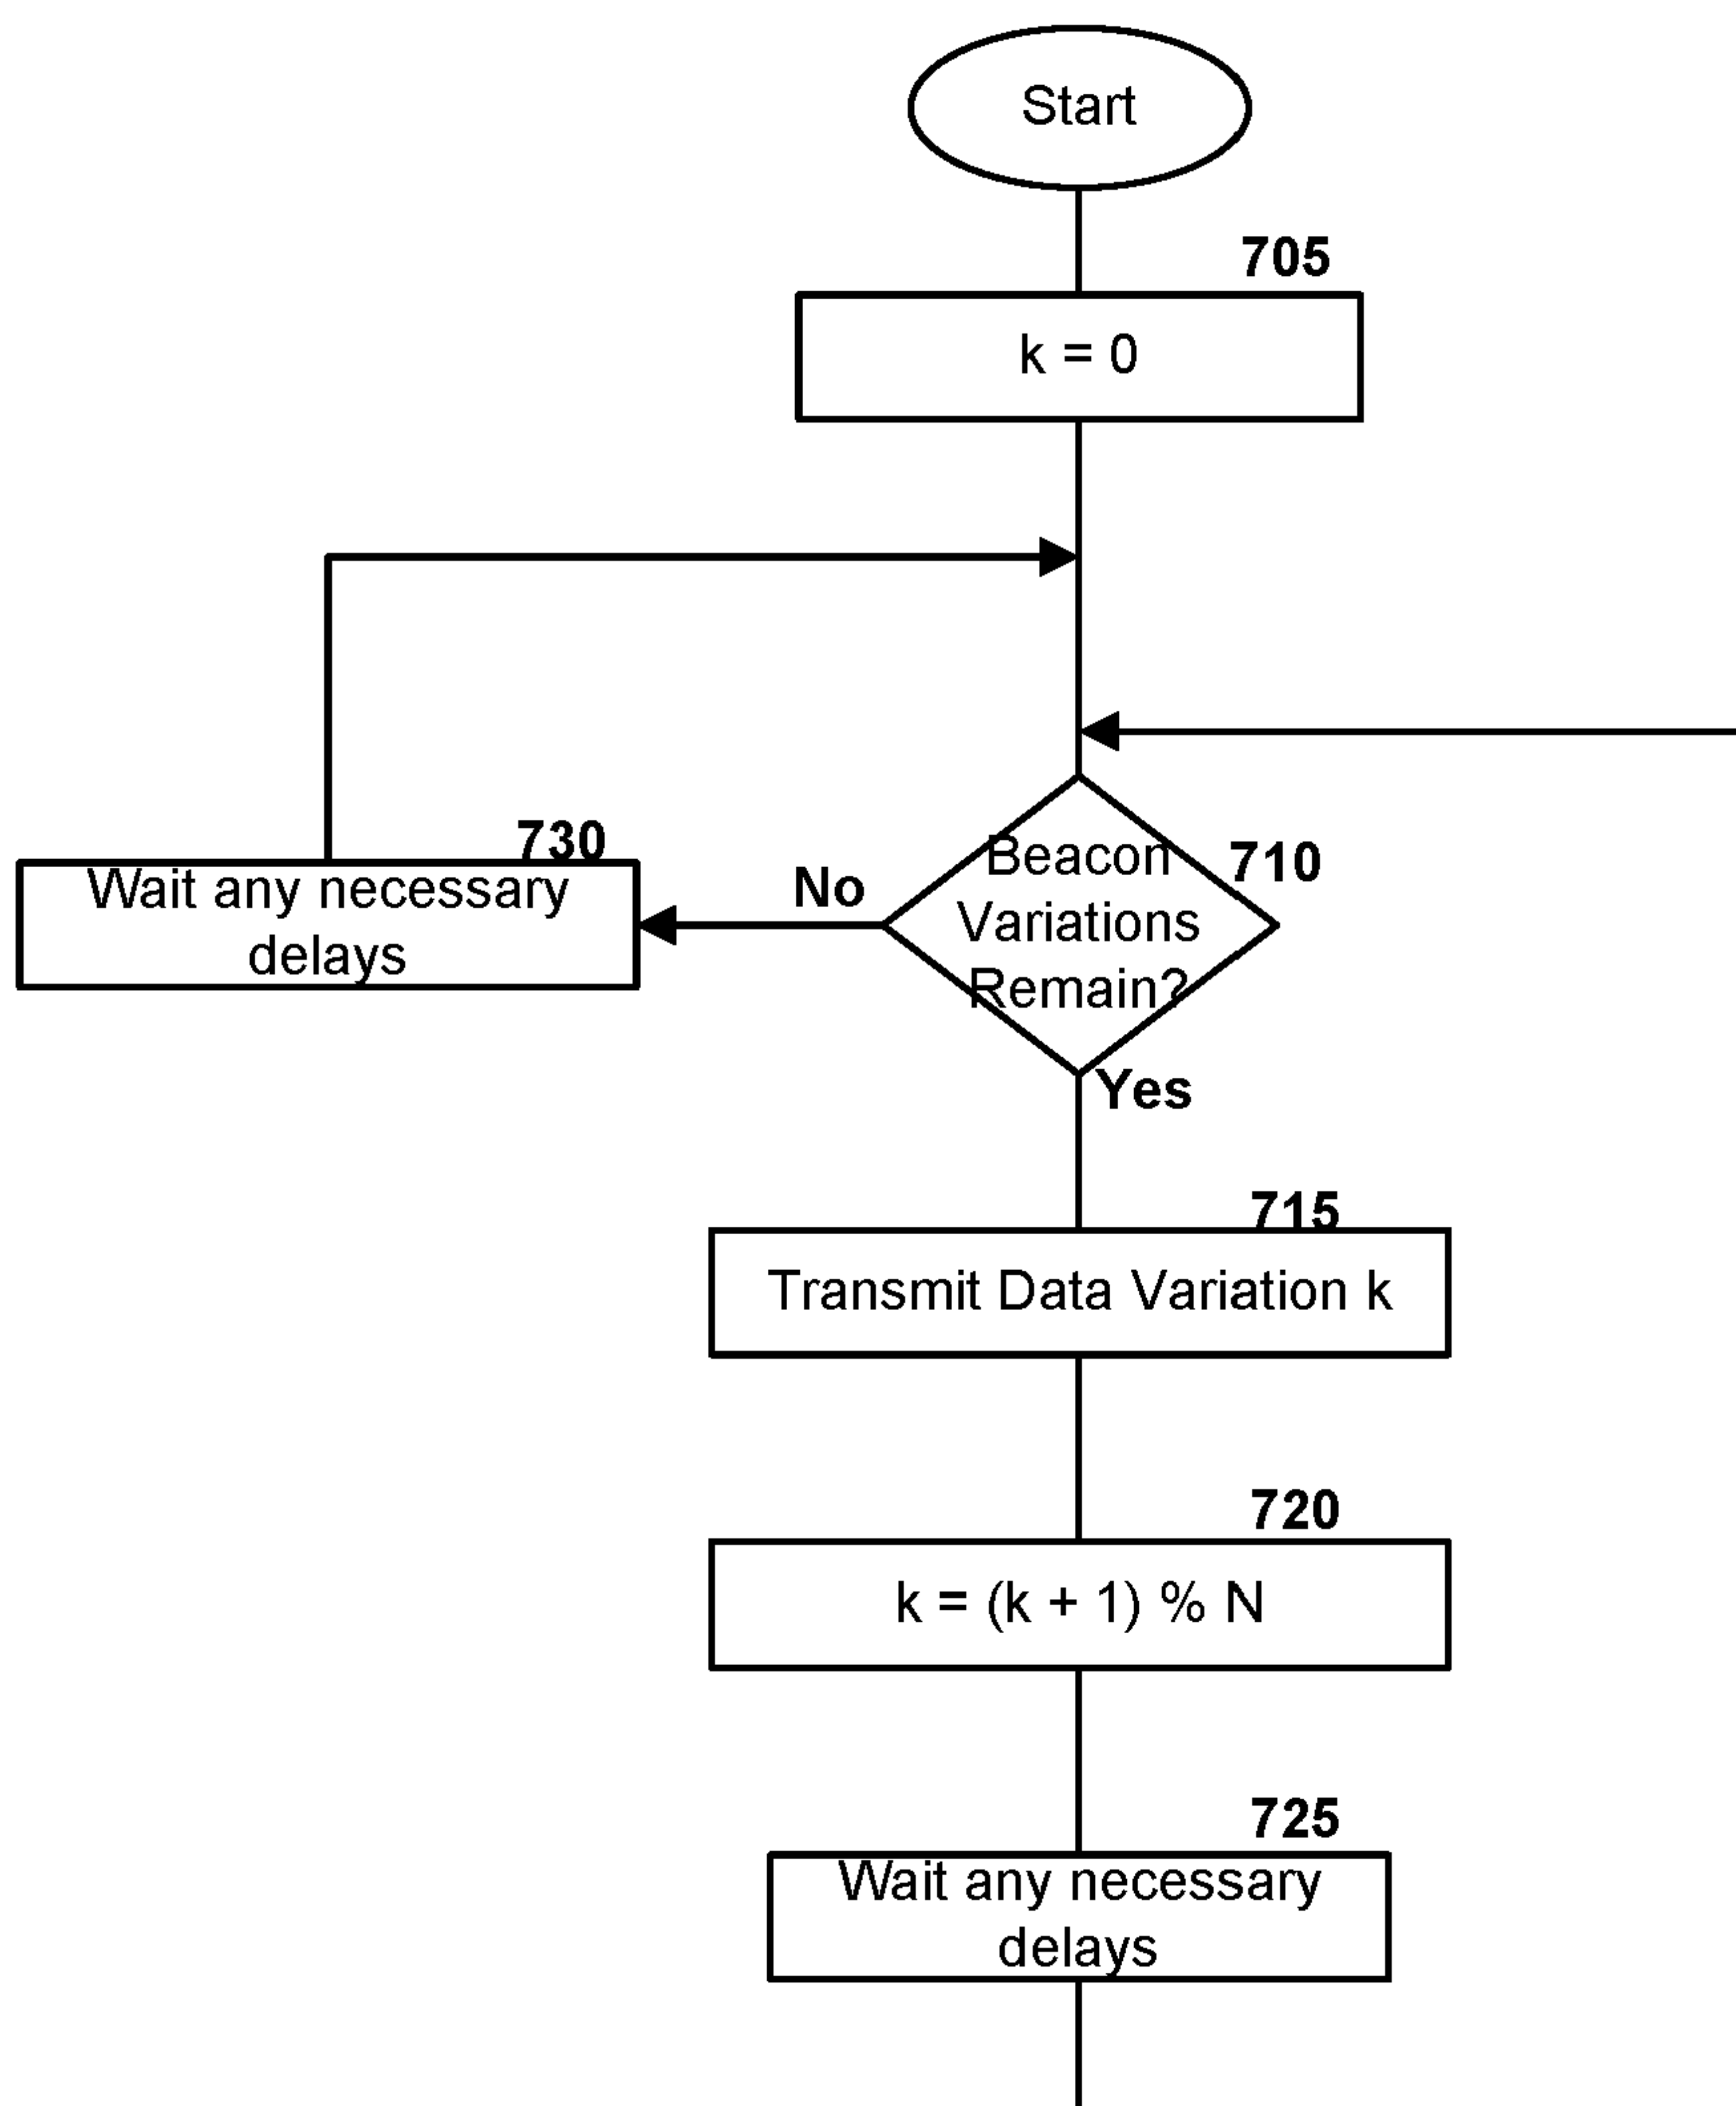 Start
705
k = 0
730
Wait any necessary
delays
No
Beacon
Variations
Remain?
710
Yes
715
Transmit Data Variation k
720
k = (k + 1) % N
725
Wait any necessary
delays